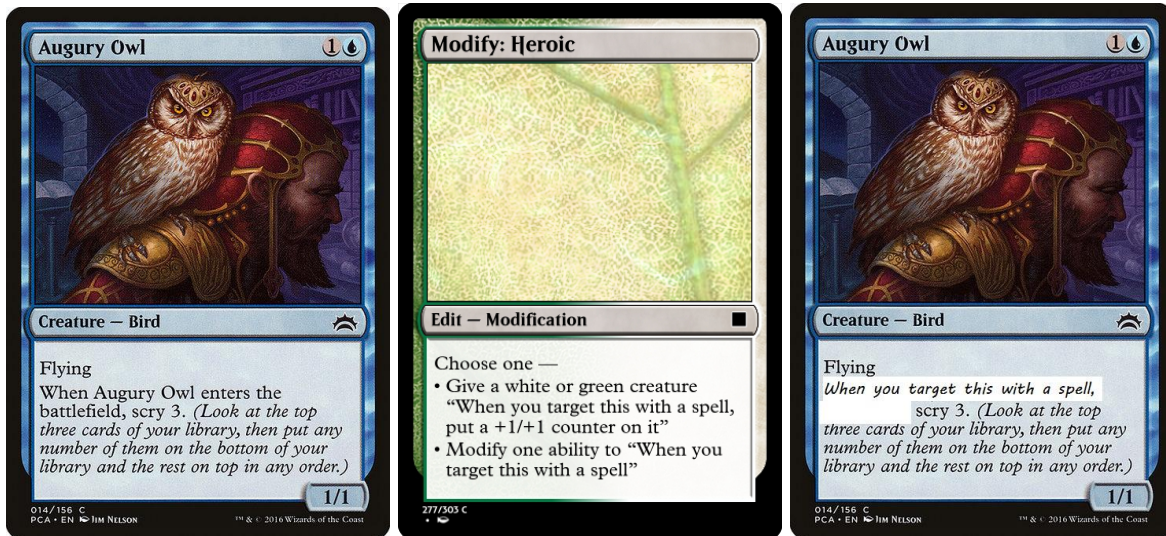 Augury Owl 1
Creature — Bird
Flying
When Augury Owl enters the
battlefield, scry 3. (Look at the top
three cards of your library, then put any
number of them on the bottom of your
library and the rest on top in any order.)
1/1
014/156 C
PCA • EN JIM NELSON ™ & © 2016 Wizards of the Coast
Modify: Heroic
Edit — Modification
Choose one —
• Give a white or green creature
“When you target this with a spell,
put a +1/+1 counter on it”
• Modify one ability to “When you
target this with a spell”
277/303 C
•
Augury Owl 1
Creature — Bird
Flying
When you target this with a spell,
scry 3. (Look at the top
three cards of your library, then put any
number of them on the bottom of your
library and the rest on top in any order.)
1/1
014/156 C
PCA • EN JIM NELSON ™ & © 2016 Wizards of the Coast